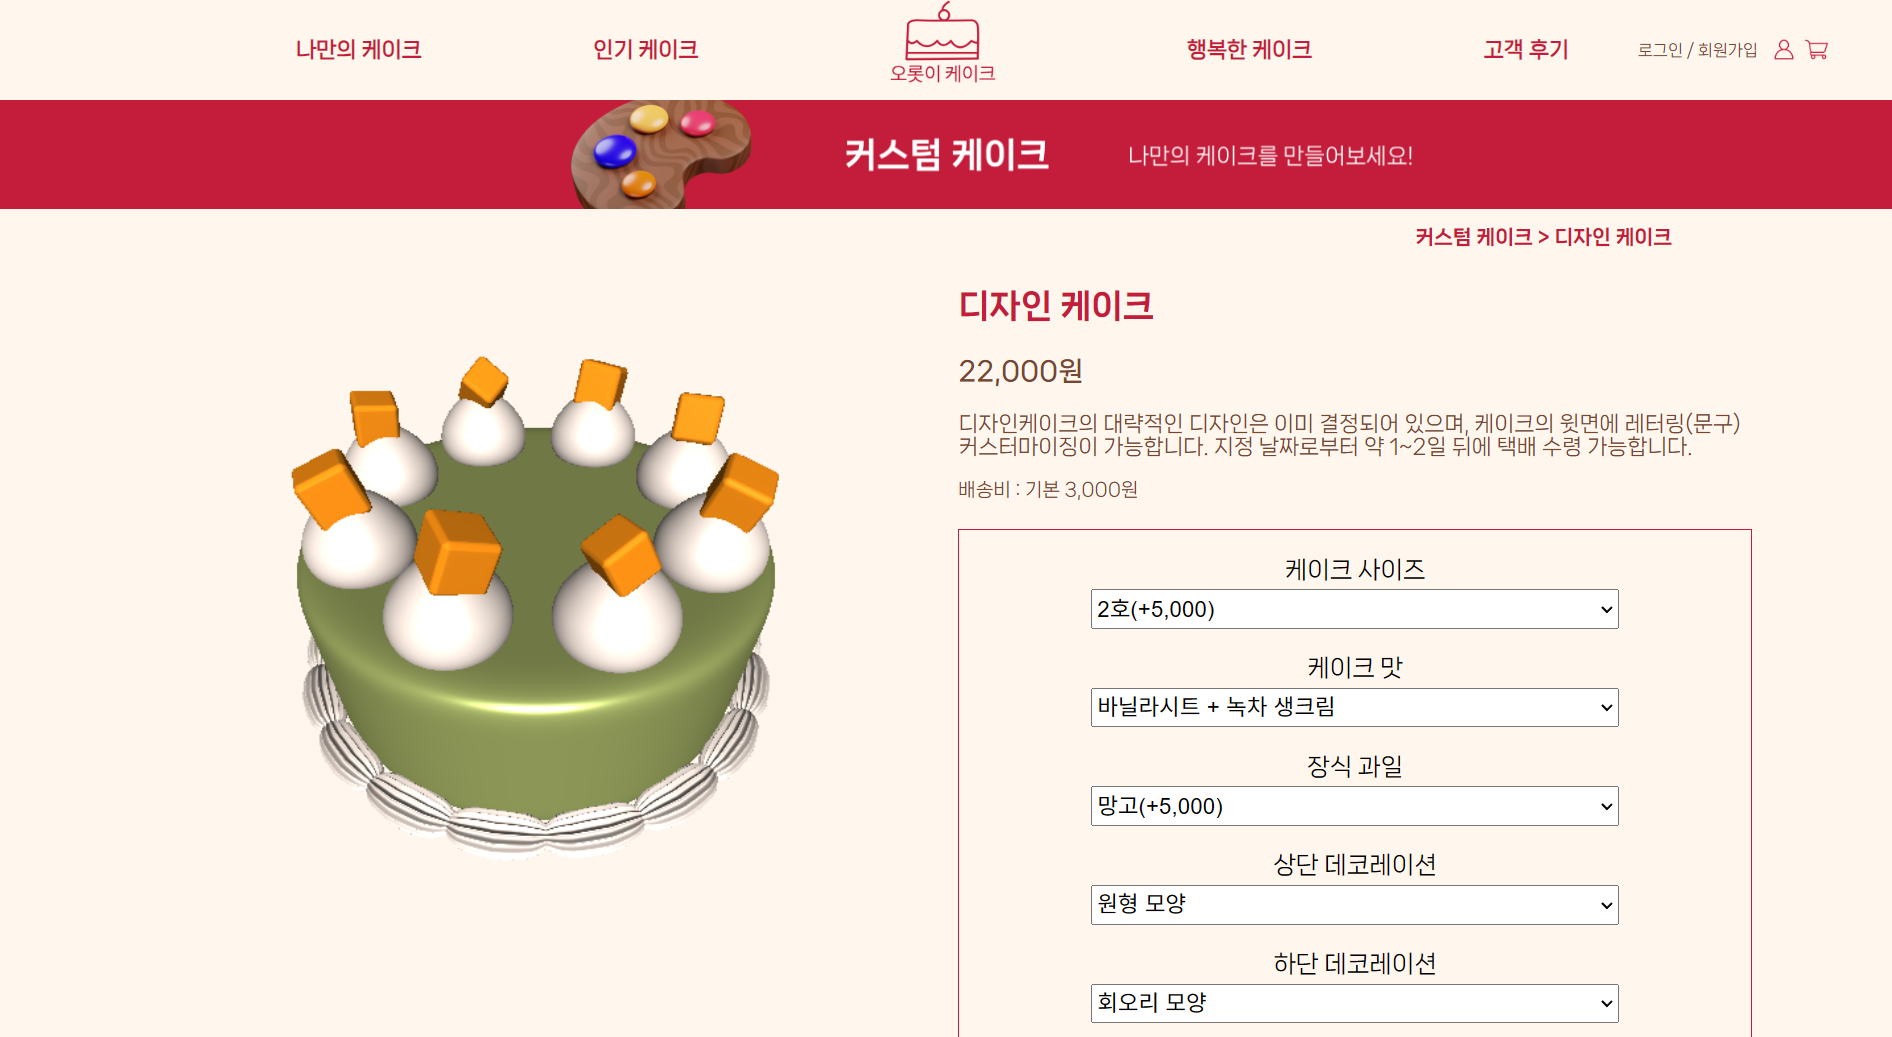 나만의 케이크
인기 케이크
오롯이 케이크
행복한 케이크
고객 후기
로그인 / 회원가입
커스텀 케이크
나만의 케이크를 만들어보세요!
커스텀 케이크 > 디자인 케이크
디자인 케이크
22,000원
디자인케이크의 대략적인 디자인은 이미 결정되어 있으며, 케이크의 윗면에 레터링(문구)
커스터마이징이 가능합니다. 지정 날짜로부터 약 1~2일 뒤에 택배 수령 가능합니다.
배송비 : 기본 3,000원
케이크 사이즈
2호(+5,000)
케이크 맛
바닐라시트 + 녹차 생크림
장식 과일
망고(+5,000)
상단 데코레이션
원형 모양
하단 데코레이션
회오리 모양